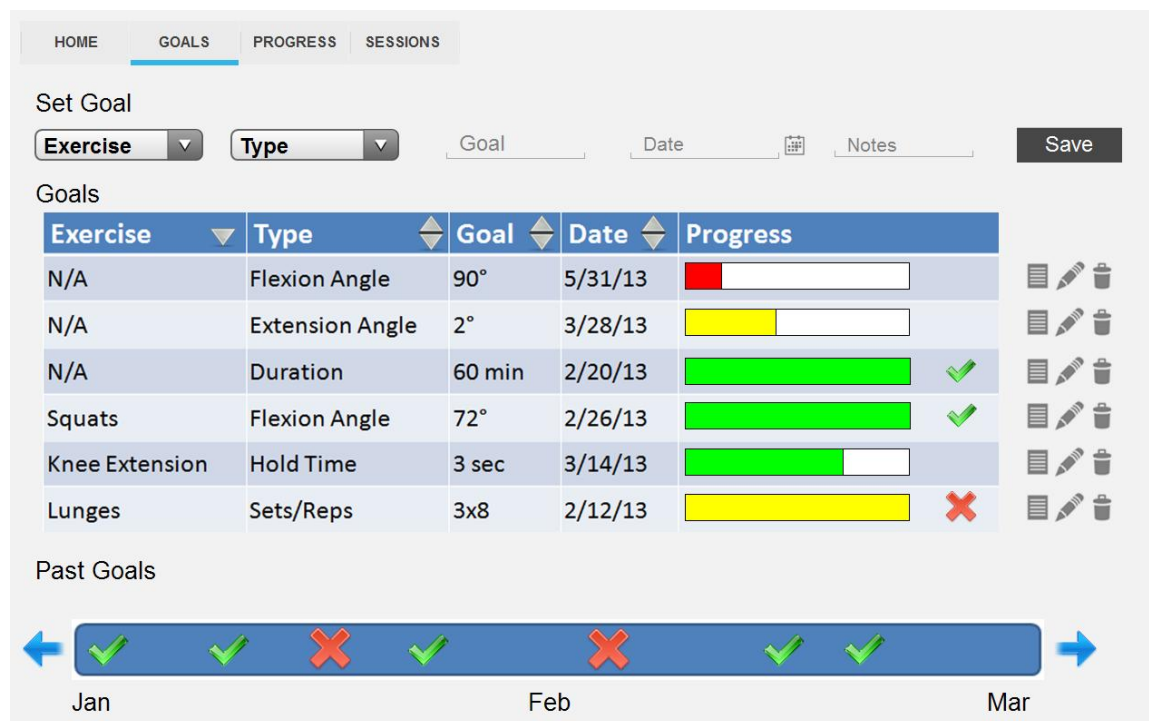 HOME GOALS PROGRESS SESSIONS
Set Goal
Exercise Type Goal Date Notes Save
Goals
Exercise Type Goal Date Progress
N/A Flexion Angle 90° 5/31/13
N/A Extension Angle 2° 3/28/13
N/A Duration 60 min 2/20/13
Squats Flexion Angle 72° 2/26/13
Knee Extension Hold Time 3 sec 3/14/13
Lunges Sets/Reps 3x8 2/12/13
Past Goals
Jan Feb Mar